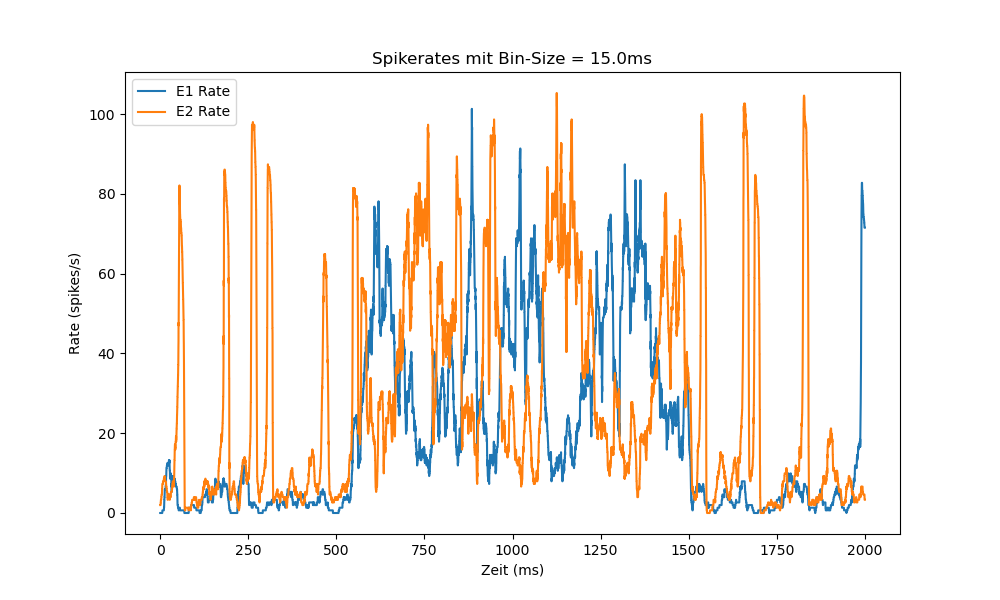 Spikerates mit Bin-Size = 15.0ms
E1 Rate
E2 Rate
100
80
60
40
20
0
Rate (spikes/s)
0 250 500 750 1000 1250 1500 1750 2000
Zeit (ms)